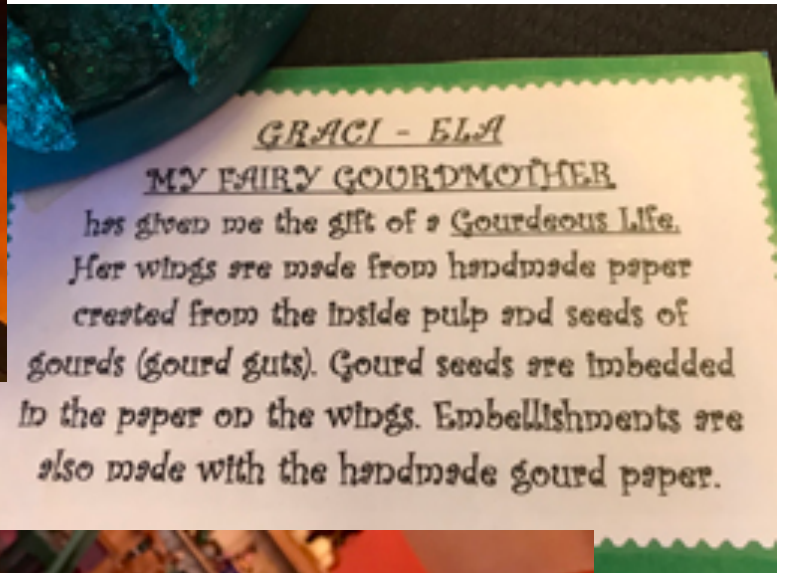 GRACI - ELA
MY FAIRY GOURDMOTHER
has given me the gift of a Gourdeous Life.
Her wings are made from handmade paper
created from the inside pulp and seeds of
gourds (gourd guts). Gourd seeds are imbedded
in the paper on the wings. Embellishments are
also made with the handmade gourd paper.